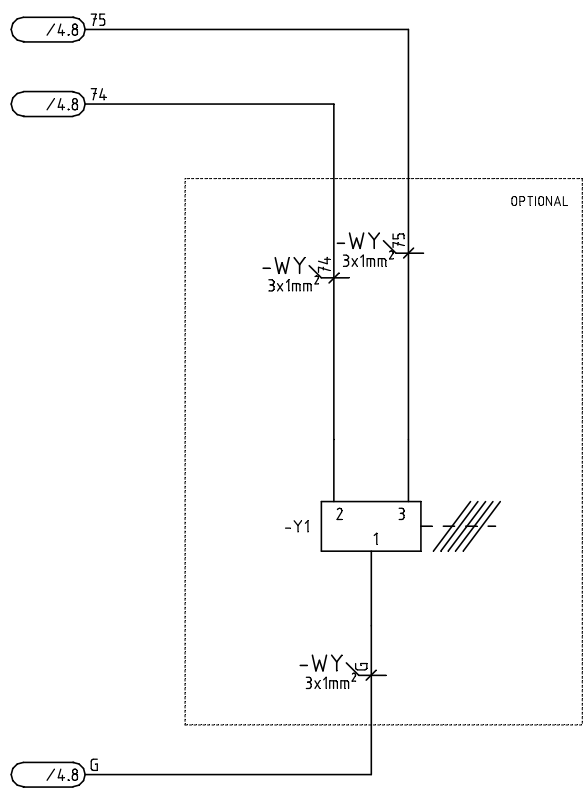 75
/4.8
74
/4.8
OPTIONAL
-WY 75
3x1mm²
-WY 74
3x1mm²
2 3
-Y1
1
-WY G
3x1mm²
G
/4.8